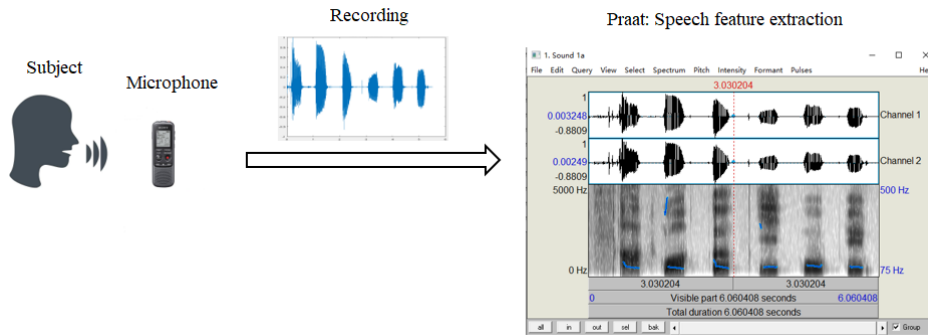 Recording
Praat: Speech feature extraction
Subject
Microphone
1. Sound 1a
File Edit Query View Select Spectrum Pitch Intensity Formant Pulses He
3.030204
1
0.003248
-0.8809
Channel 1
1
0.00249
-0.8809
Channel 2
5000 Hz
500 Hz
0 Hz
75 Hz
3.030204 3.030204
0 Visible part 6.060408 seconds 6.060408
Total duration 6.060408 seconds
all in out sel bak Group